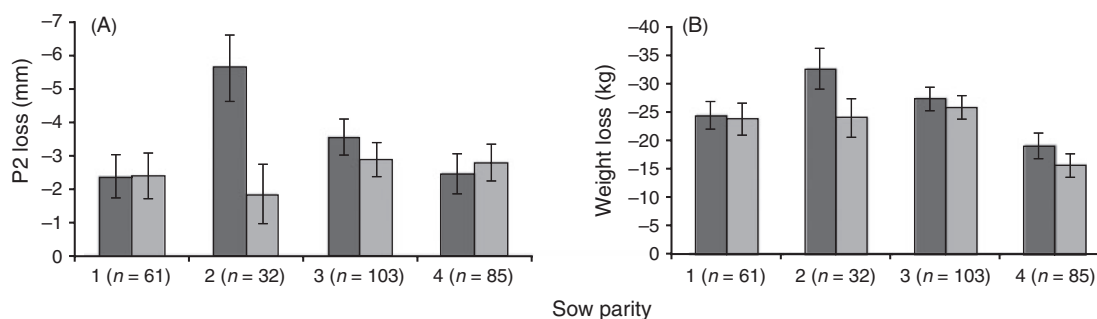 (A)
P2 loss (mm)
–7
–6
–5
–4
–3
–2
–1
0
1 (n = 61)
2 (n = 32)
3 (n = 103)
4 (n = 85)
(B)
Weight loss (kg)
–40
–35
–30
–25
–20
–15
–10
–5
0
1 (n = 61)
2 (n = 32)
3 (n = 103)
4 (n = 85)
Sow parity